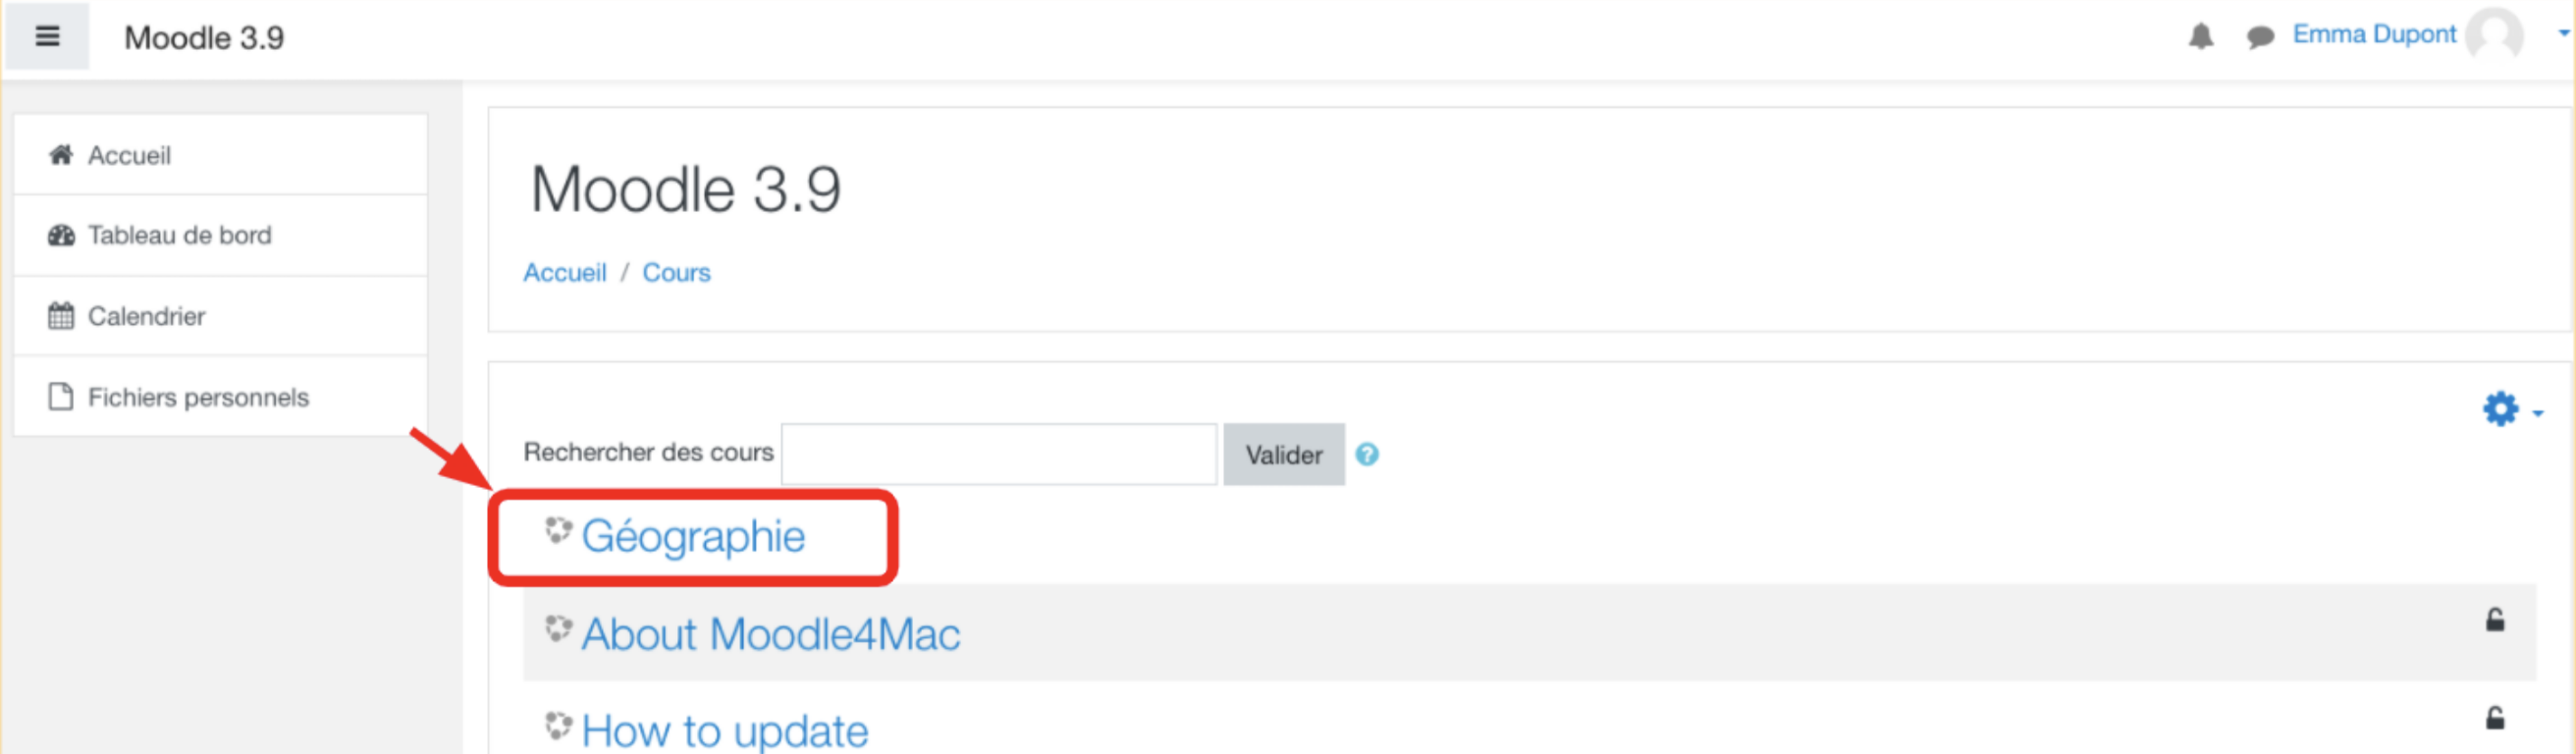 Moodle 3.9
Emma Dupont
Accueil
Tableau de bord
Calendrier
Fichiers personnels
Moodle 3.9
Accueil / Cours
Rechercher des cours
Valider
?
Géographie
About Moodle4Mac
How to update